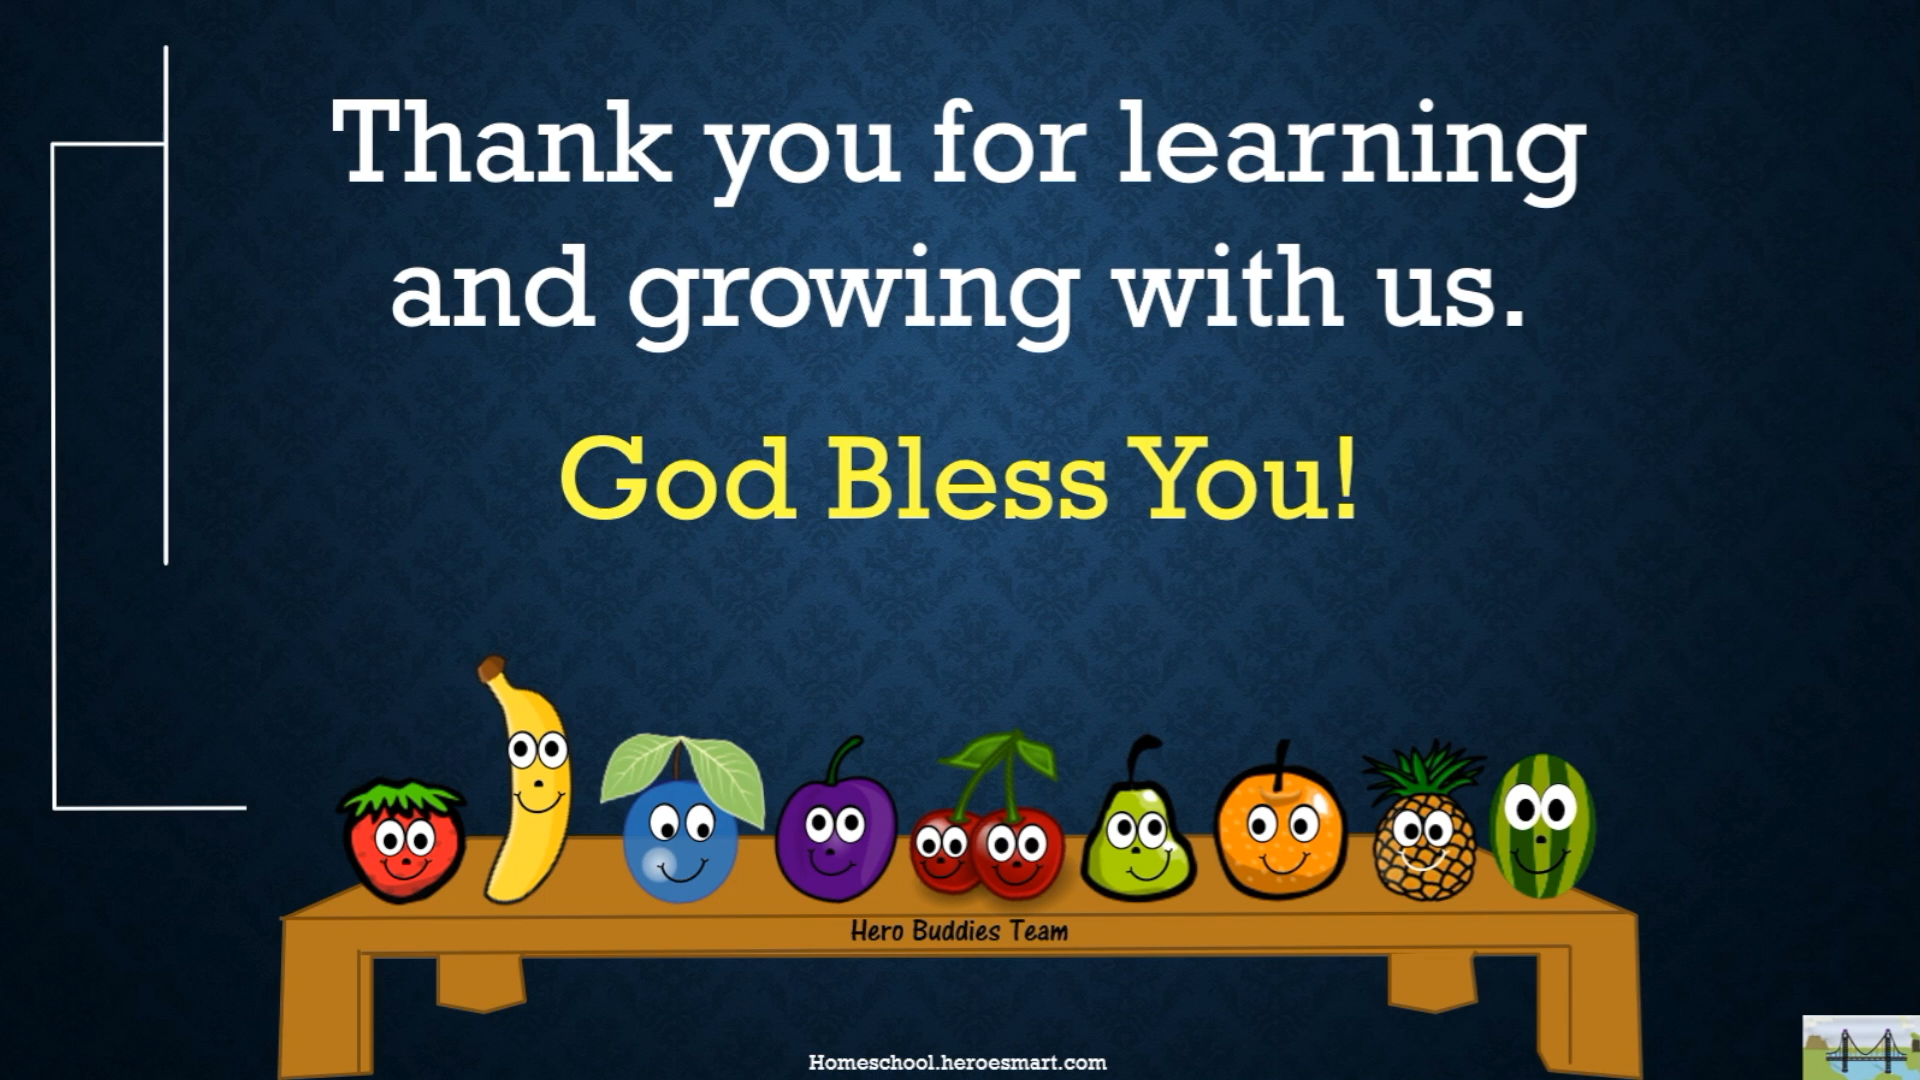 Thank you for learning
and growing with us.
God Bless You!
Hero Buddies Team
Homeschool.heroesmart.com